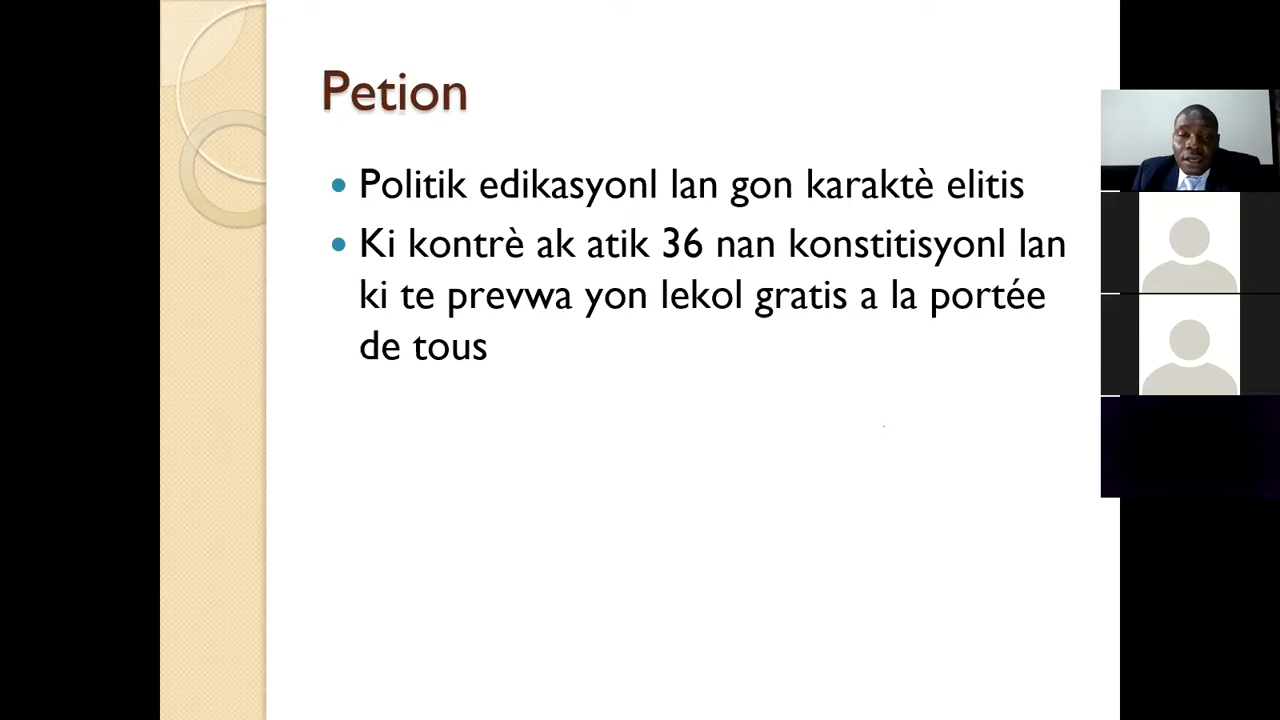 Petion
Politik edikasyonl lan gon karaktè elitis
Ki kontrè ak atik 36 nan konstitisyonl lan
ki te prevwa yon lekol gratis a la portée
de tous